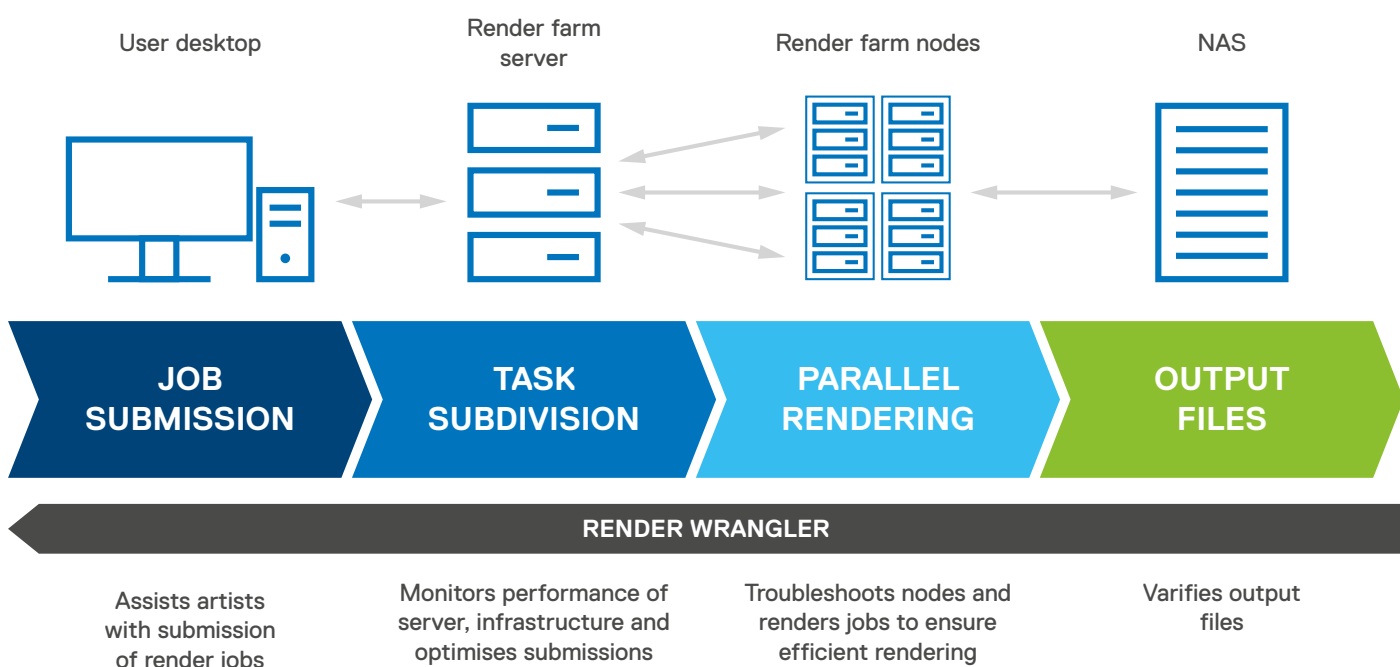 User desktop
Render farm
server
Render farm nodes
NAS
JOB
SUBMISSION
TASK
SUBDIVISION
PARALLEL
RENDERING
OUTPUT
FILES
RENDER WRANGLER
Assists artists
with submission
of render jobs
Monitors performance of
server, infrastructure and
optimises submissions
Troubleshoots nodes and
renders jobs to ensure
efficient rendering
Varifies output
files